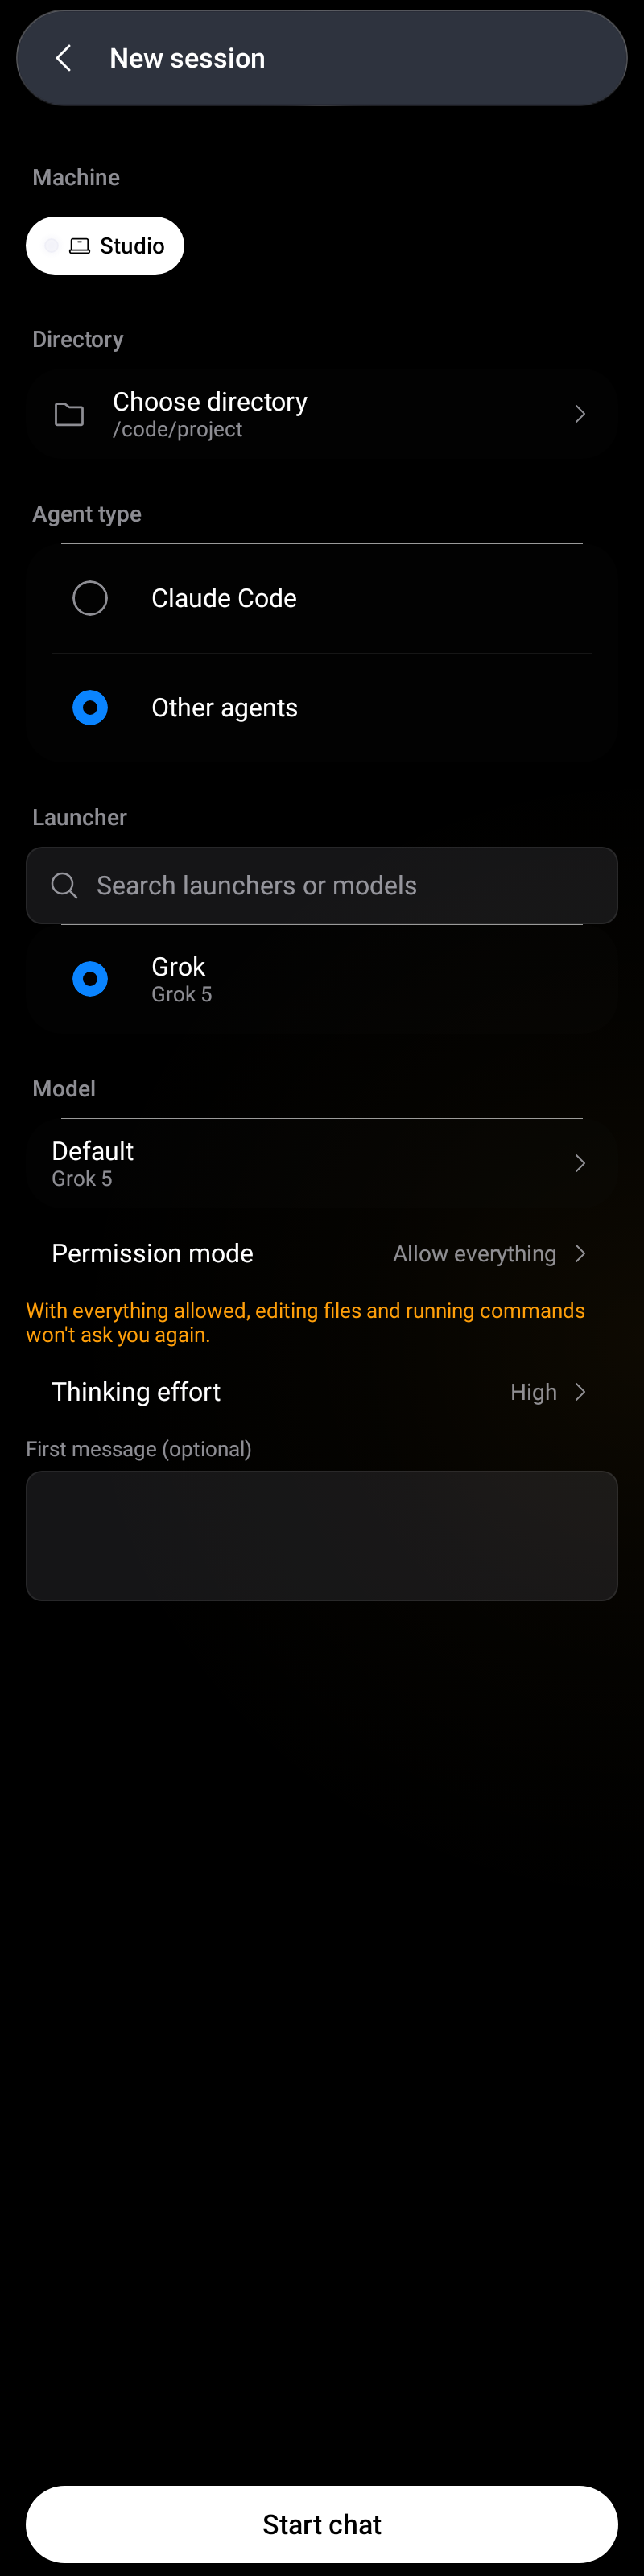 New session
Machine
Studio
Directory
Choose directory
/code/project
Agent type
Claude Code
Other agents
Launcher
Search launchers or models
Grok
Grok 5
Model
Default
Grok 5
Permission mode
Allow everything
With everything allowed, editing files and running commands
won't ask you again.
Thinking effort
High
First message (optional)
Start chat